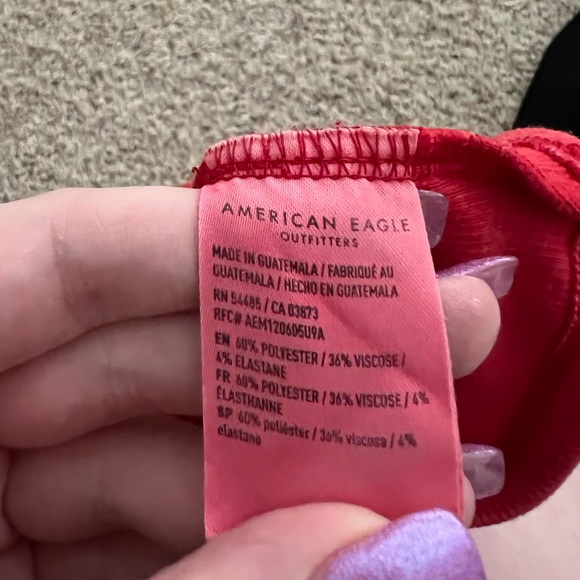 AMERICAN EAGLE
OUTFITTERS
MADE IN GUATEMALA / FABRIQUÉ AU
GUATEMALA / HECHO EN GUATEMALA
RN 54485 / CA 03873
RFC# AEM120605U9A
EN 60% POLYESTER / 36% VISCOSE /
4% ELASTANE
FR 60% POLYESTER / 36% VISCOSE / 4%
ÉLASTHANNE
SP 60% poliéster / 36% viscosa / 4%
elastano